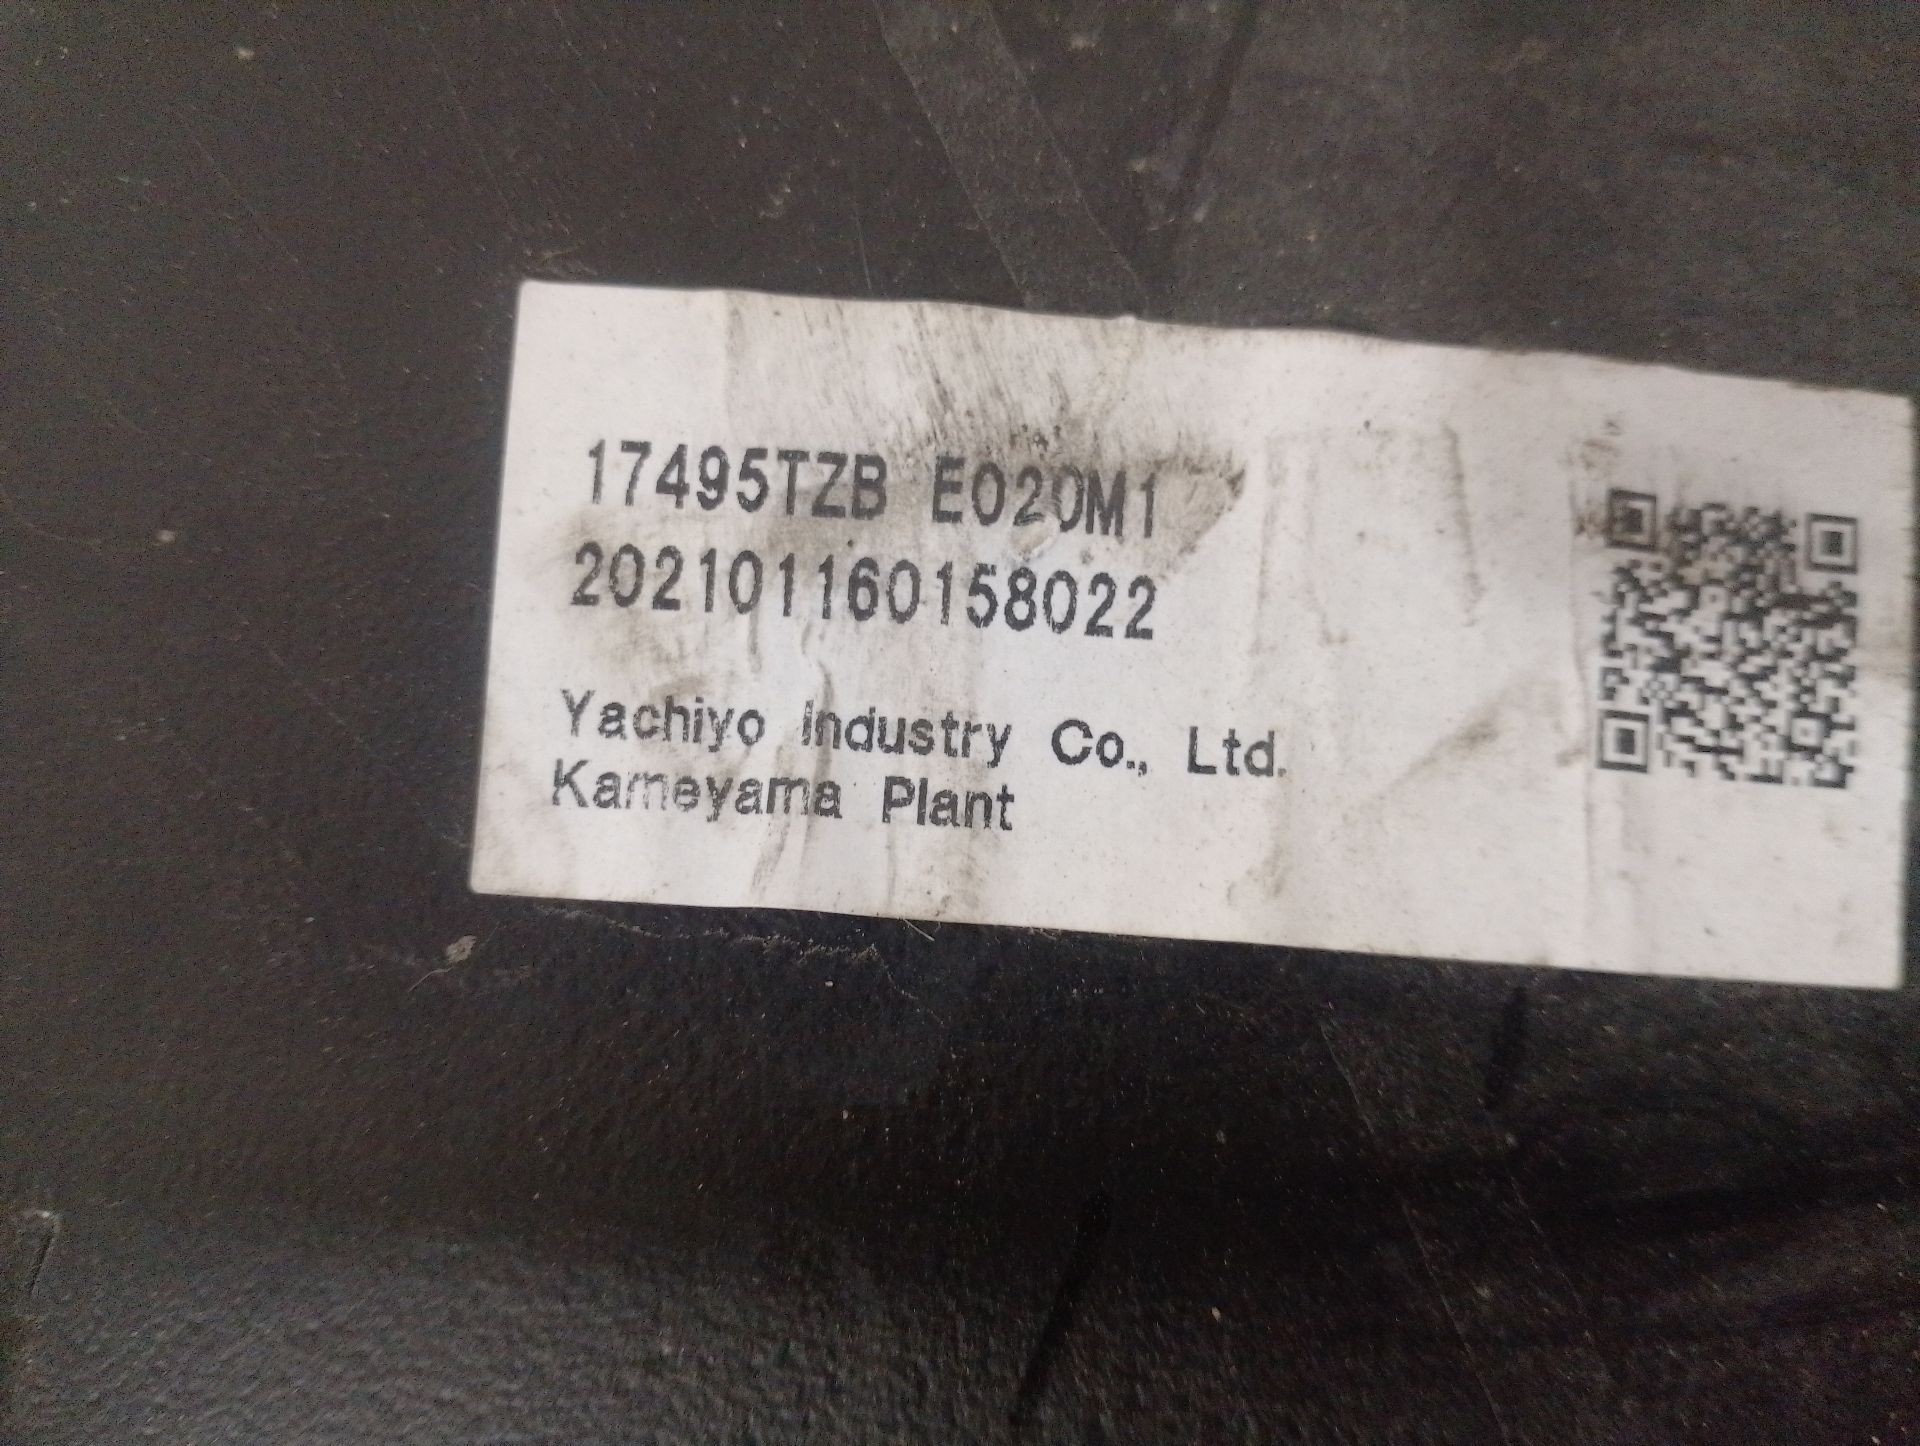 17495TZB E020M1
202101160158022
Yachiyo Industry Co., Ltd.
Kameyama Plant